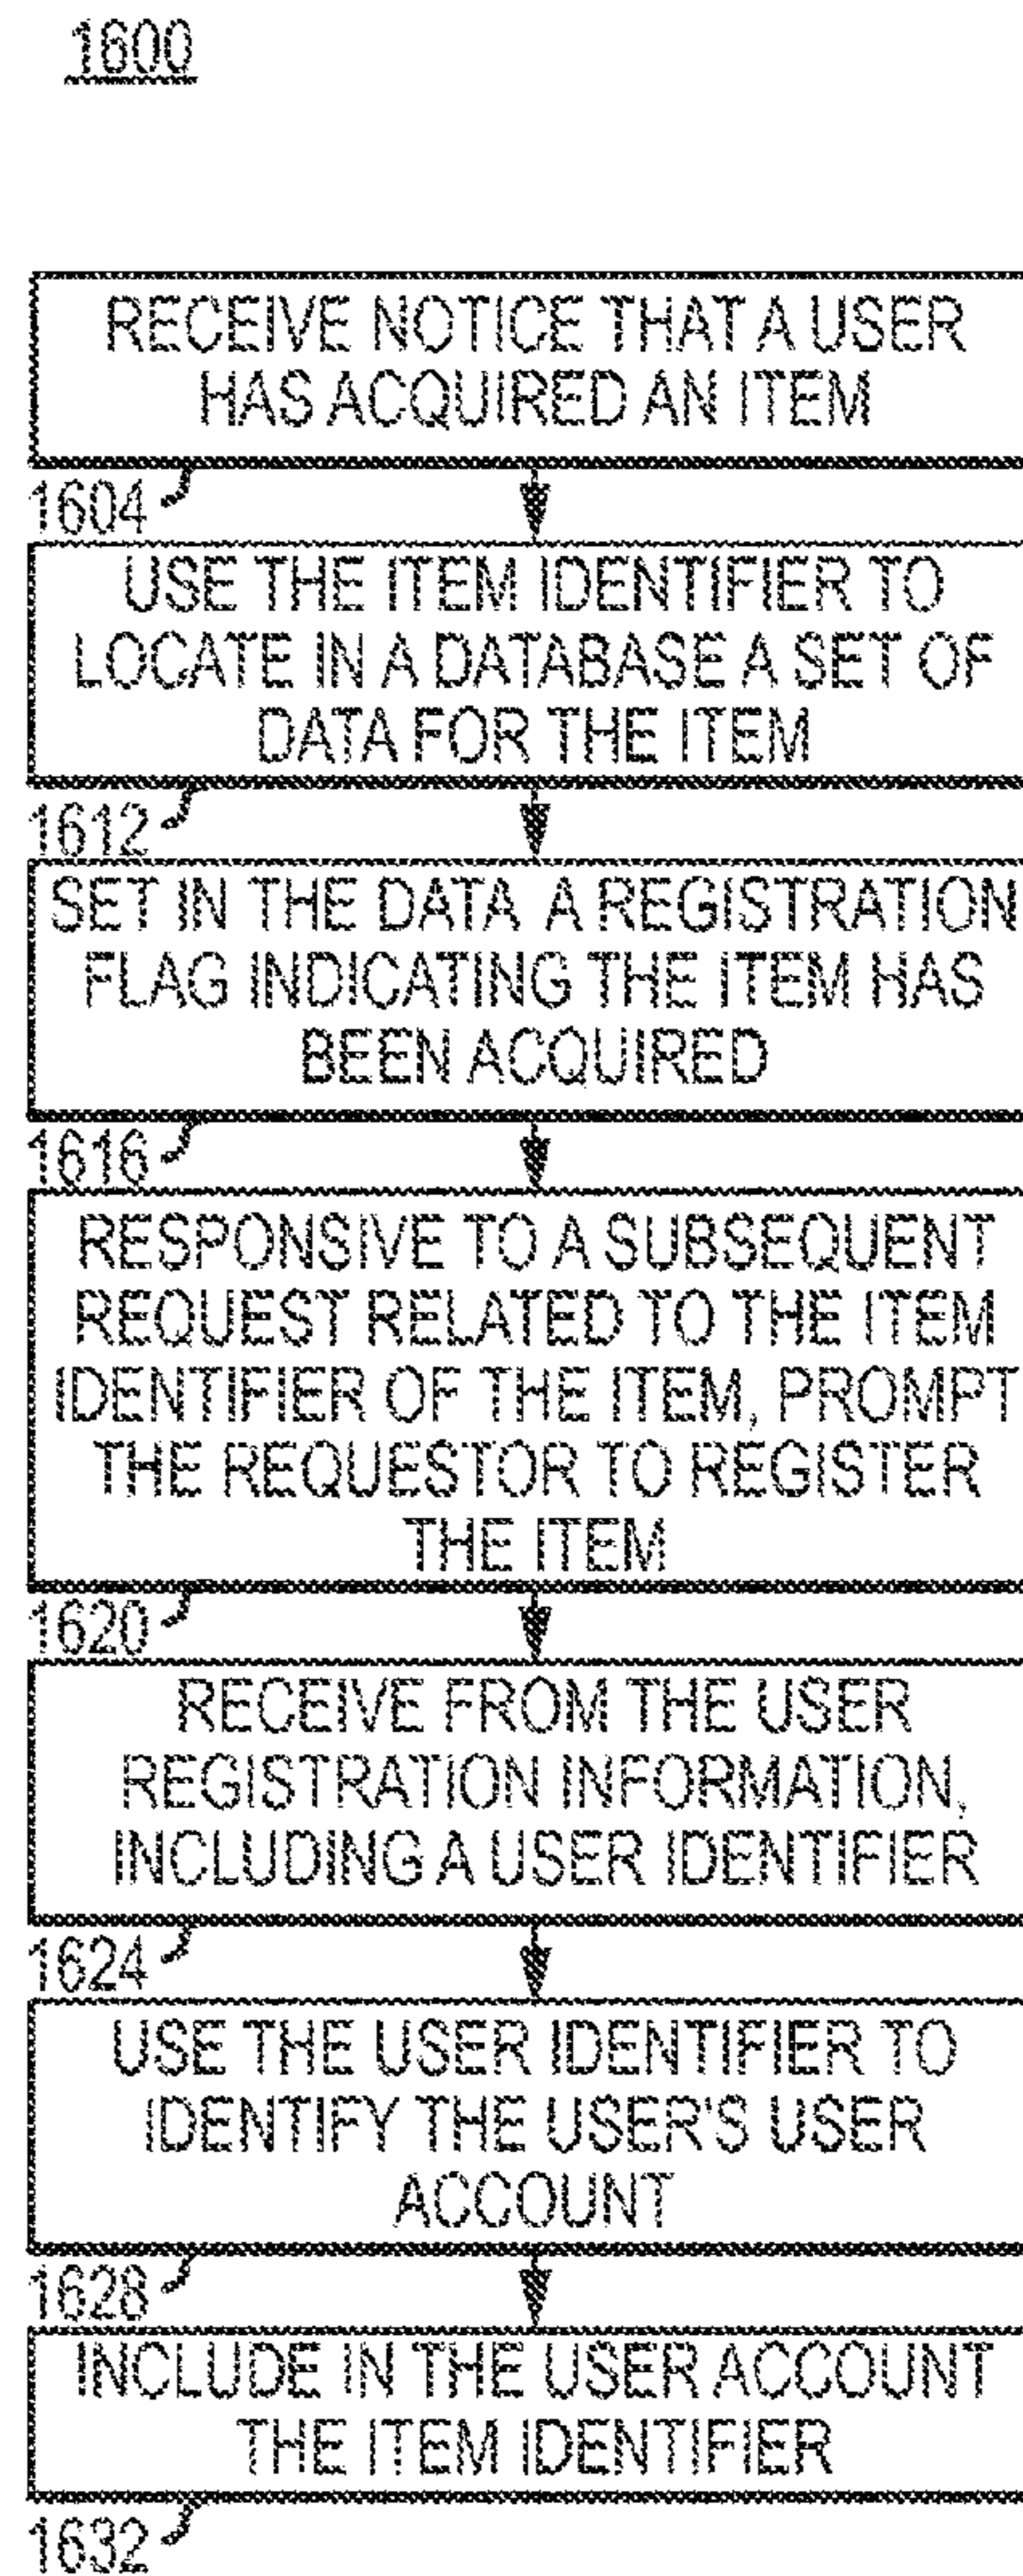 1600
RECEIVE NOTICE THAT A USER
HAS ACQUIRED AN ITEM
1604
USE THE ITEM IDENTIFIER TO
LOCATE IN A DATABASE A SET OF
DATA FOR THE ITEM
1612
SET IN THE DATA A REGISTRATION
FLAG INDICATING THE ITEM HAS
BEEN ACQUIRED
1616
RESPONSIVE TO A SUBSEQUENT
REQUEST RELATED TO THE ITEM
IDENTIFIER OF THE ITEM, PROMPT
THE REQUESTOR TO REGISTER
THE ITEM
1620
RECEIVE FROM THE USER
REGISTRATION INFORMATION,
INCLUDING A USER IDENTIFIER
1624
USE THE USER IDENTIFIER TO
IDENTIFY THE USER'S USER
ACCOUNT
1628
INCLUDE IN THE USER ACCOUNT
THE ITEM IDENTIFIER
1632